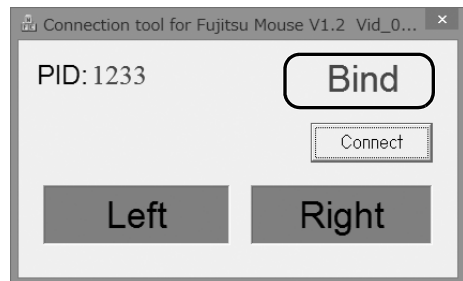 Connection tool for Fujitsu Mouse V1.2 Vid_0...
PID: 1233
Bind
Connect
Left Right